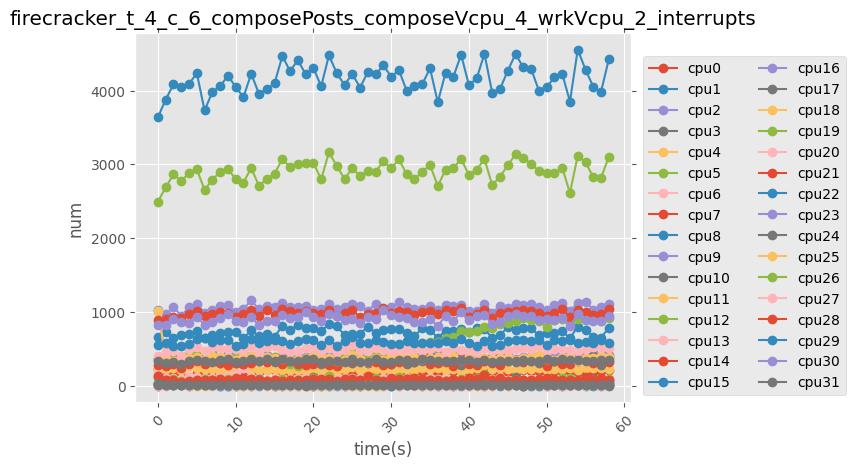 firecracker_t_4_c_6_composePosts_composeVcpu_4_wrkVcpu_2_interrupts
num
4000
3000
2000
1000
0
0
10
20
30
40
50
60
time(s)
cpu0
cpu1
cpu2
cpu3
cpu4
cpu5
cpu6
cpu7
cpu8
cpu9
cpu10
cpu11
cpu12
cpu13
cpu14
cpu15
cpu16
cpu17
cpu18
cpu19
cpu20
cpu21
cpu22
cpu23
cpu24
cpu25
cpu26
cpu27
cpu28
cpu29
cpu30
cpu31